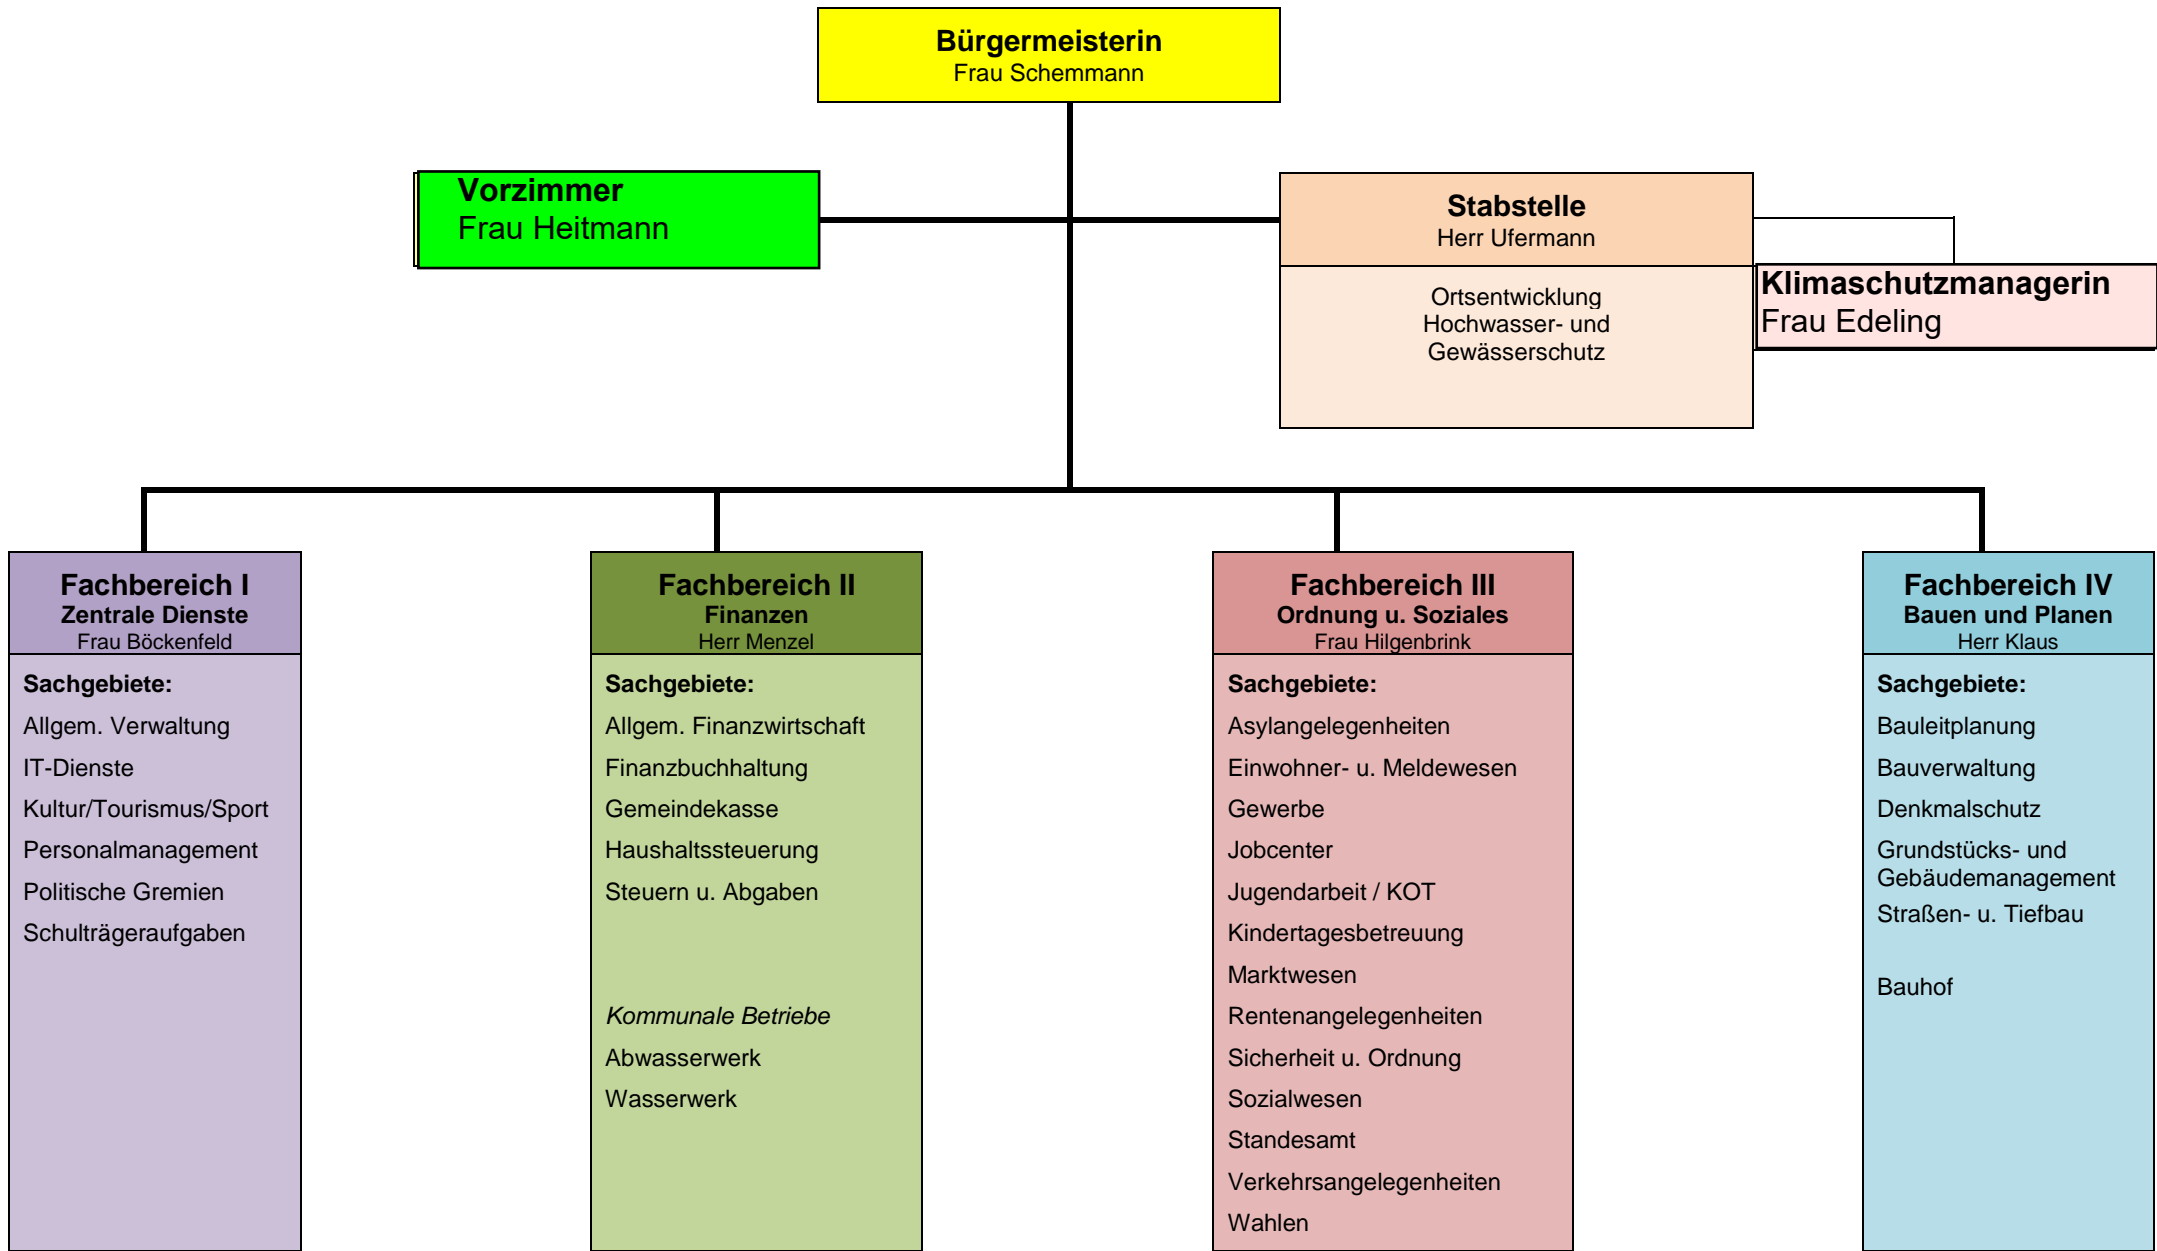 Bürgermeisterin
Frau Schemmann
Vorzimmer
Frau Heitmann
Stabstelle
Herr Ufermann
Ortsentwicklung
Hochwasser- und
Gewässerschutz
Klimaschutzmanagerin
Frau Edeling
Fachbereich I
Zentrale Dienste
Frau Böckenfeld
Sachgebiete:
Allgem. Verwaltung
IT-Dienste
Kultur/Tourismus/Sport
Personalmanagement
Politische Gremien
Schulträgeraufgaben
Fachbereich II
Finanzen
Herr Menzel
Sachgebiete:
Allgem. Finanzwirtschaft
Finanzbuchhaltung
Gemeindekasse
Haushaltssteuerung
Steuern u. Abgaben
Kommunale Betriebe
Abwasserwerk
Wasserwerk
Fachbereich III
Ordnung u. Soziales
Frau Hilgenbrink
Sachgebiete:
Asylangelegenheiten
Einwohner- u. Meldewesen
Gewerbe
Jobcenter
Jugendarbeit / KOT
Kindertagesbetreuung
Marktwesen
Rentenangelegenheiten
Sicherheit u. Ordnung
Sozialwesen
Standesamt
Verkehrsangelegenheiten
Wahlen
Fachbereich IV
Bauen und Planen
Herr Klaus
Sachgebiete:
Bauleitplanung
Bauverwaltung
Denkmalschutz
Grundstücks- und
Gebäudemanagement
Straßen- u. Tiefbau
Bauhof